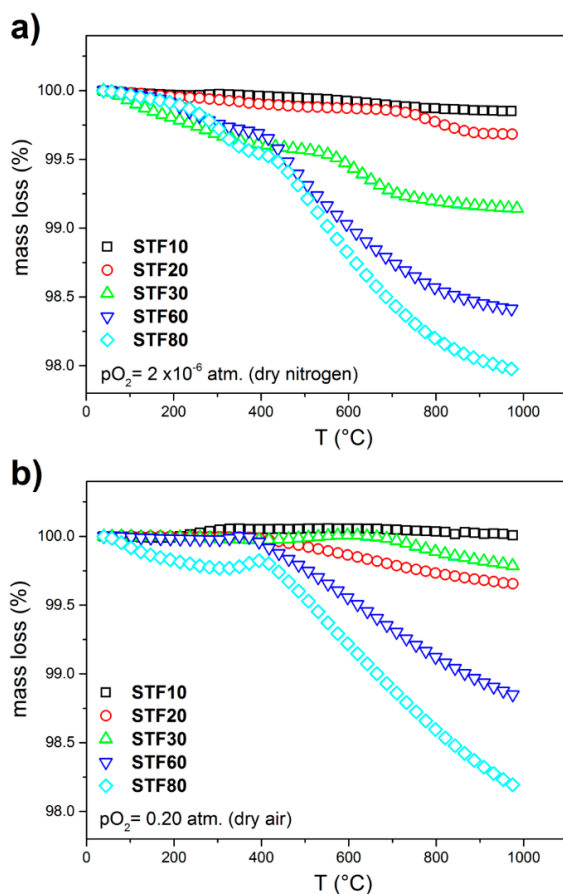 a)
100.0
99.5
99.0
98.5
98.0
mass loss (%)
STF10
STF20
STF30
STF60
STF80
pO₂= 2 x10⁻⁶ atm. (dry nitrogen)
0 200 400 600 800 1000
T (°C)
b)
100.0
99.5
99.0
98.5
98.0
mass loss (%)
STF10
STF20
STF30
STF60
STF80
pO₂= 0.20 atm. (dry air)
0 200 400 600 800 1000
T (°C)